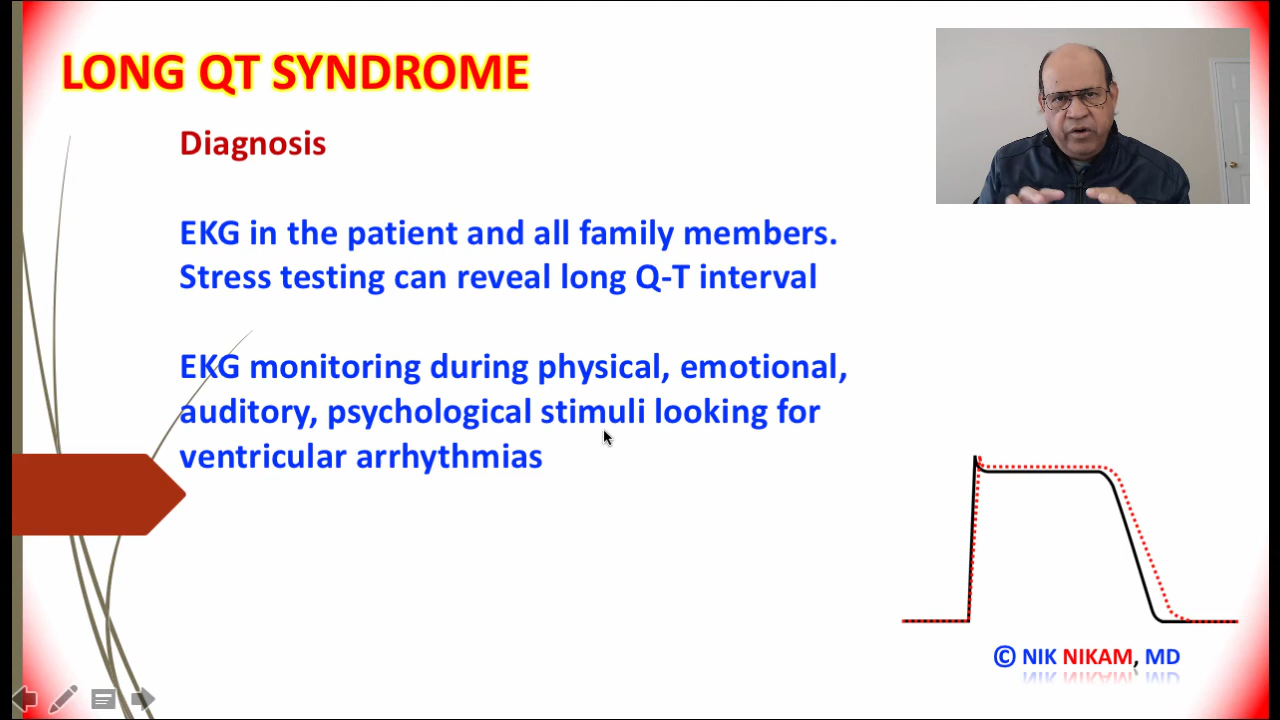 LONG QT SYNDROME
Diagnosis
EKG in the patient and all family members.
Stress testing can reveal long Q-T interval
EKG monitoring during physical, emotional,
auditory, psychological stimuli looking for
ventricular arrhythmias
© NIK NIKAM, MD